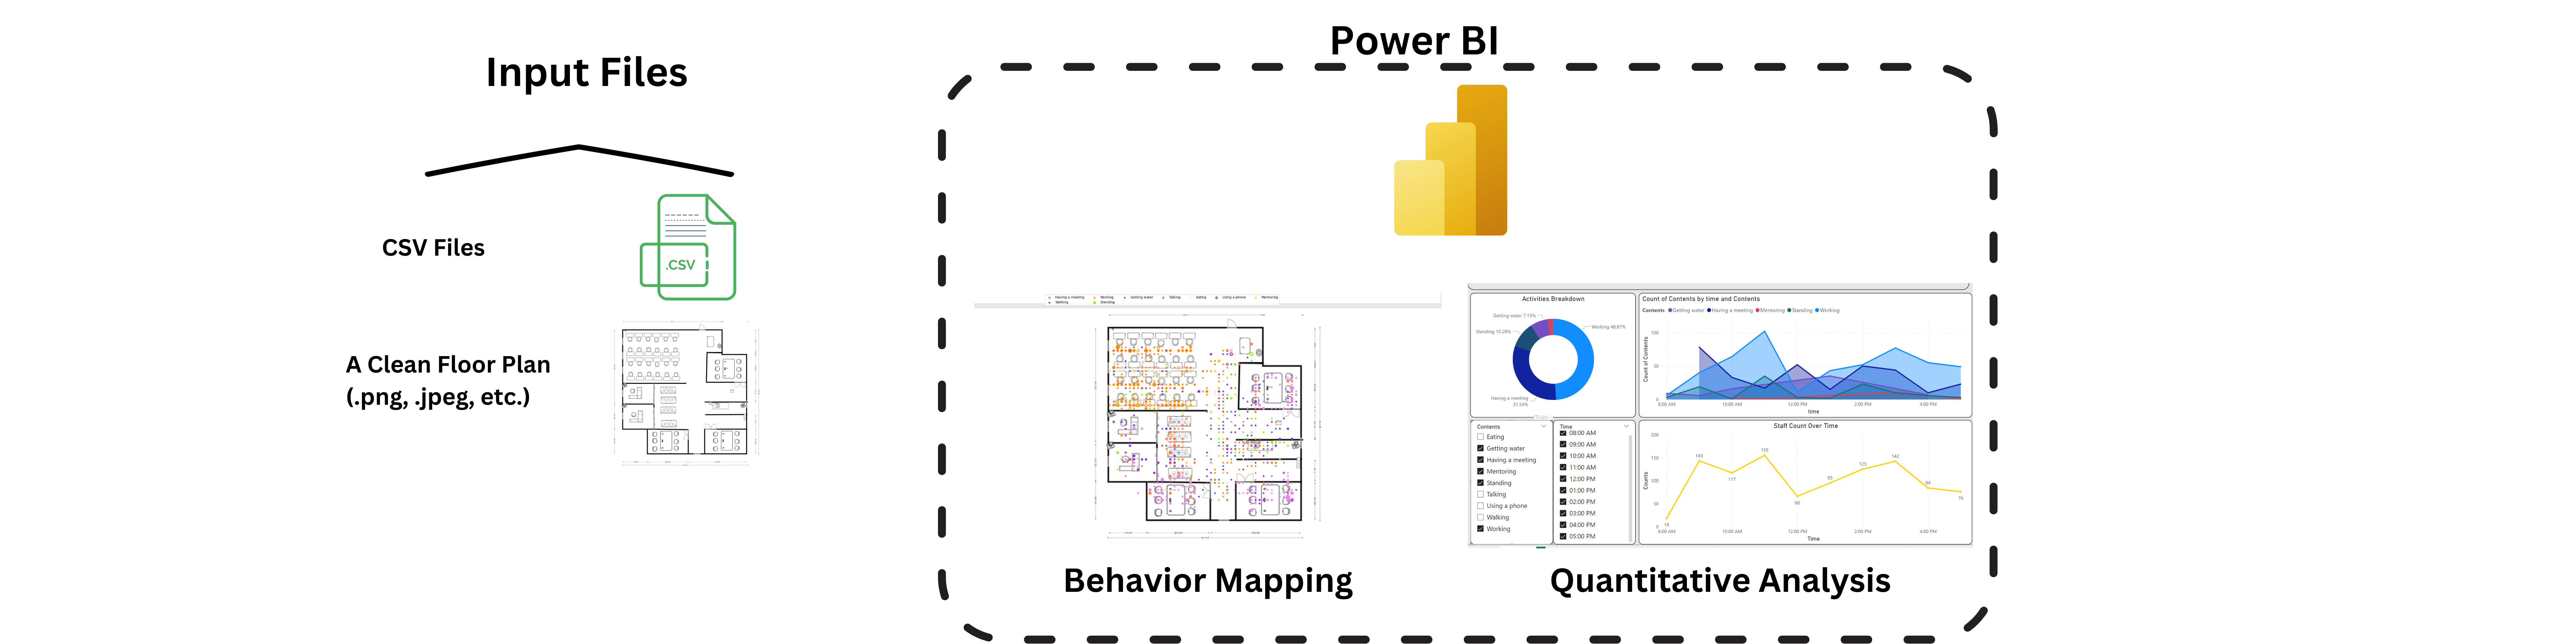 Power BI
Input Files
CSV Files
.CSV
A Clean Floor Plan
(.png, .jpeg, etc.)
Having a meeting
Working
Getting water
Talking
Eating
Using a phone
Mentoring
Walking
Standing
Behavior Mapping
Activities Breakdown
Getting water 7.15%
Standing 10.28%
Working 48.87%
Having a meeting
31.54%
Count of Contents by time and Contents
Contents Getting water Having a meeting Mentoring Standing Working
Count of Contents
100
50
0
8:00 AM 10:00 AM 12:00 PM 2:00 PM 4:00 PM
time
Contents
Eating
Getting water
Having a meeting
Mentoring
Standing
Talking
Using a phone
Walking
Working
Time
08:00 AM
09:00 AM
10:00 AM
11:00 AM
12:00 PM
01:00 PM
02:00 PM
03:00 PM
04:00 PM
05:00 PM
Staff Count Over Time
Counts
200
150
100
50
0
143
117
155
125
142
8:00 AM 10:00 AM 12:00 PM 2:00 PM 4:00 PM
Time
Quantitative Analysis